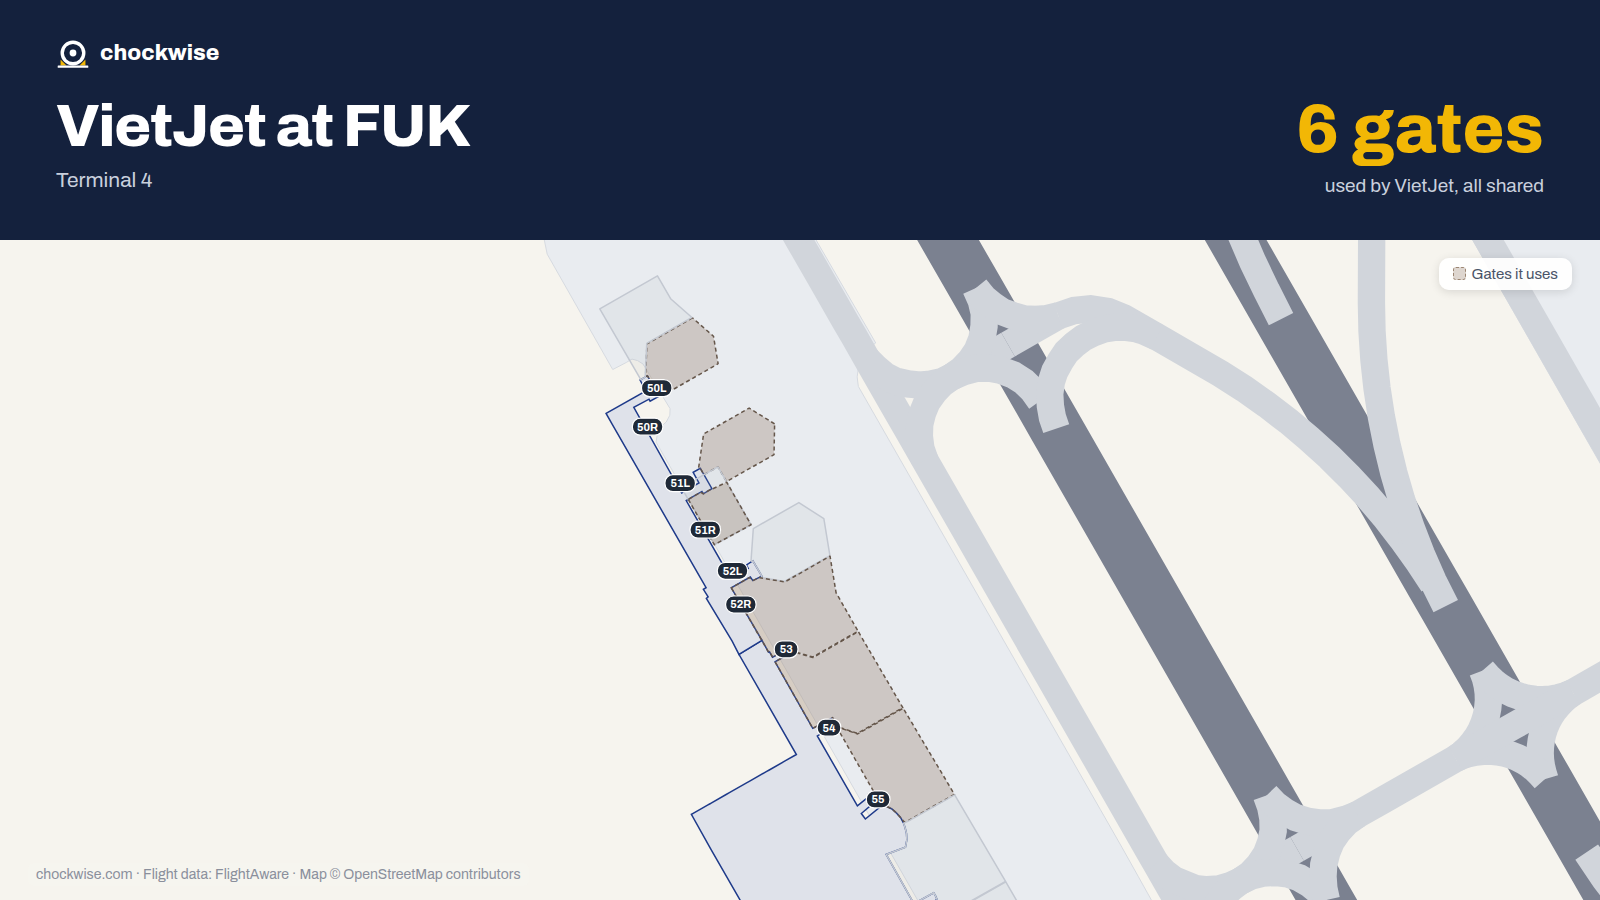 chockwise
VietJet at FUK
Terminal 4
6 gates
used by VietJet, all shared
Gates it uses
50L
50R
51L
51R
52L
52R
53
54
55
chockwise.com · Flight data: FlightAware · Map © OpenStreetMap contributors